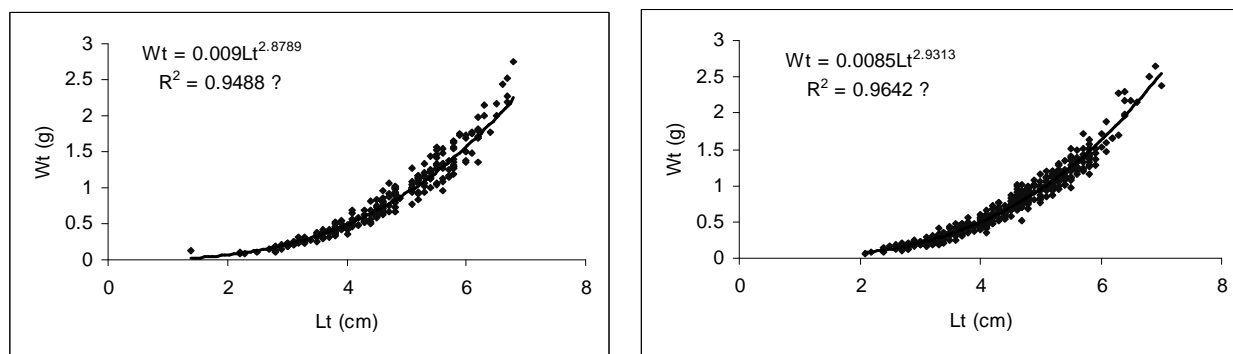 Wt = 0.009Lt^2.8789
R² = 0.9488 ?
3
2.5
2
1.5
1
0.5
0
Wt (g)
0 2 4 6 8
Lt (cm)
Wt = 0.0085Lt^2.9313
R² = 0.9642 ?
3
2.5
2
1.5
1
0.5
0
Wt (g)
0 2 4 6 8
Lt (cm)